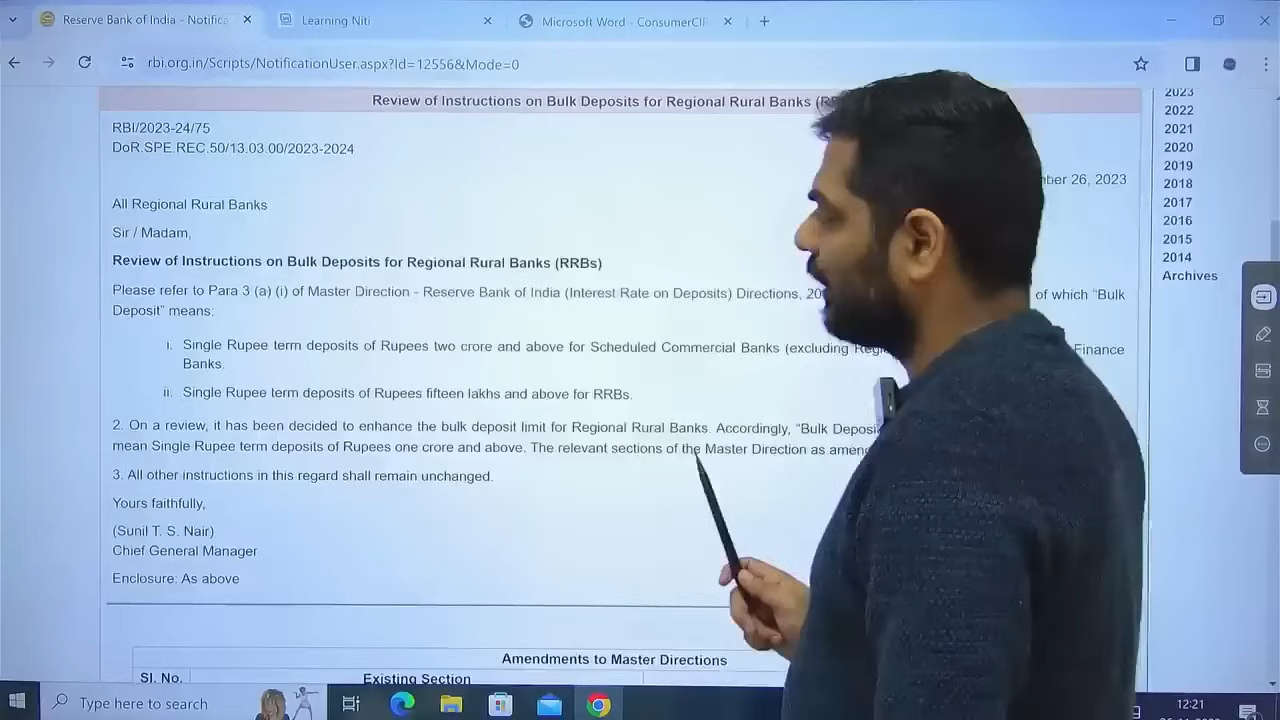 Reserve Bank of India - Notifica
Learning Niti
Microsoft Word - ConsumerCIF
rbi.org.in/Scripts/NotificationUser.aspx?Id=12556&Mode=0
Review of Instructions on Bulk Deposits for Regional Rural Banks
2023
2022
2021
2020
2019
2018
2017
2016
2015
2014
Archives
RBI/2023-24/75
DoR.SPE.REC.50/13.03.00/2023-2024
26, 2023
All Regional Rural Banks
Sir / Madam,
Review of Instructions on Bulk Deposits for Regional Rural Banks (RRBs)
Please refer to Para 3 (a) (i) of Master Direction - Reserve Bank of India (Interest Rate on Deposits) Directions, of which “Bulk
Deposit” means:
i. Single Rupee term deposits of Rupees two crore and above for Scheduled Commercial Banks (excluding Finance
Banks.
ii. Single Rupee term deposits of Rupees fifteen lakhs and above for RRBs.
2. On a review, it has been decided to enhance the bulk deposit limit for Regional Rural Banks. Accordingly, “Bulk
mean Single Rupee term deposits of Rupees one crore and above. The relevant sections of the Master Direction as
3. All other instructions in this regard shall remain unchanged.
Yours faithfully,
(Sunil T. S. Nair)
Chief General Manager
Enclosure: As above
Amendments to Master Directions
Sl. No.
Existing Section
Type here to search
12:21